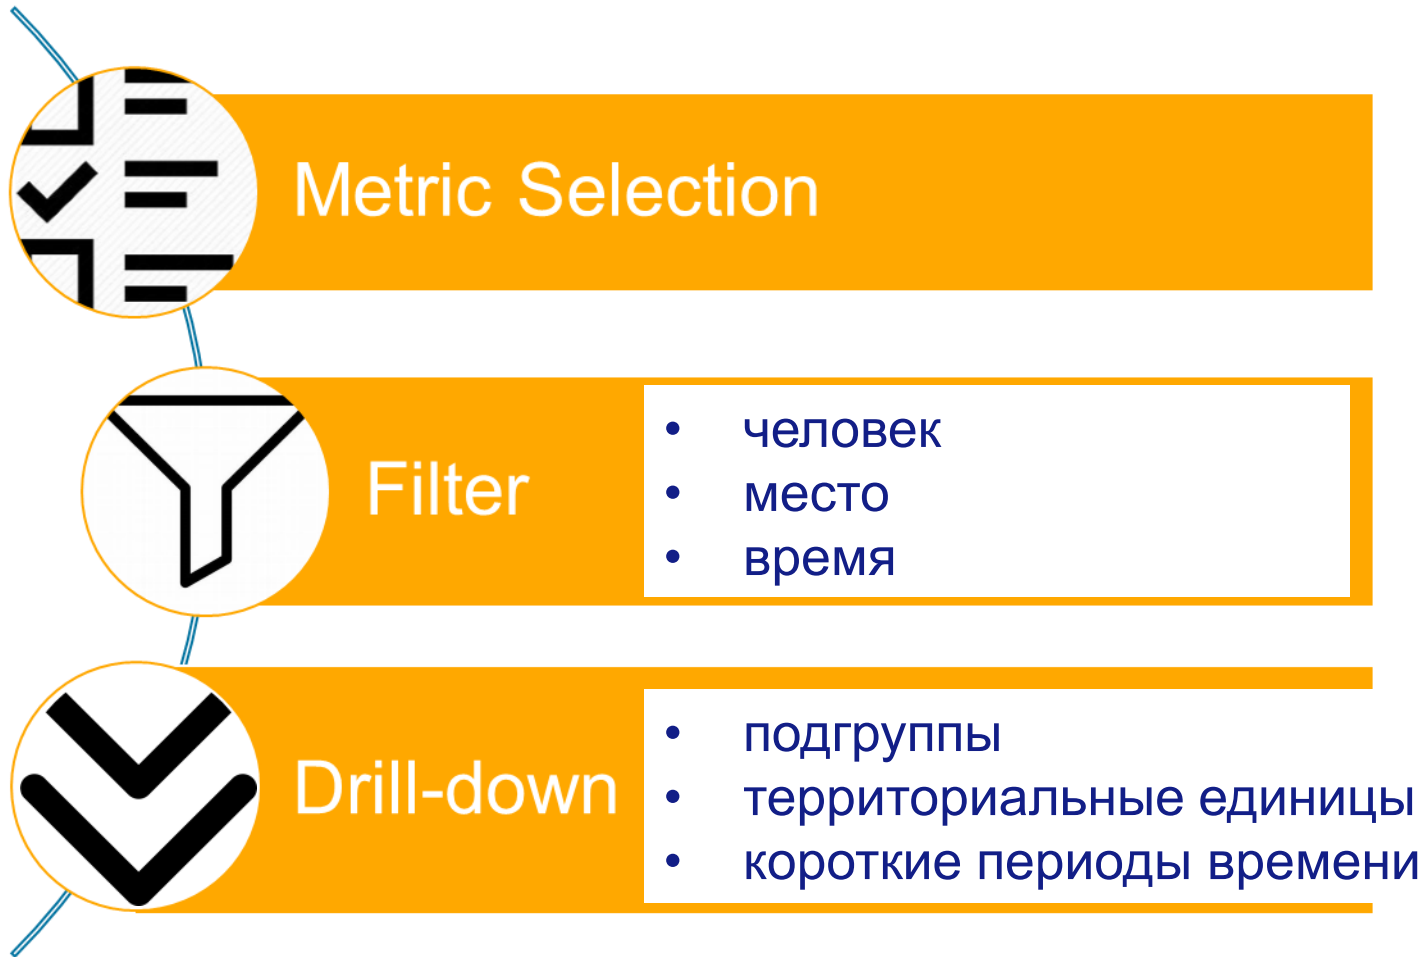 Metric Selection
Filter
• человек
• место
• время
Drill-down
• подгруппы
• территориальные единицы
• короткие периоды времени